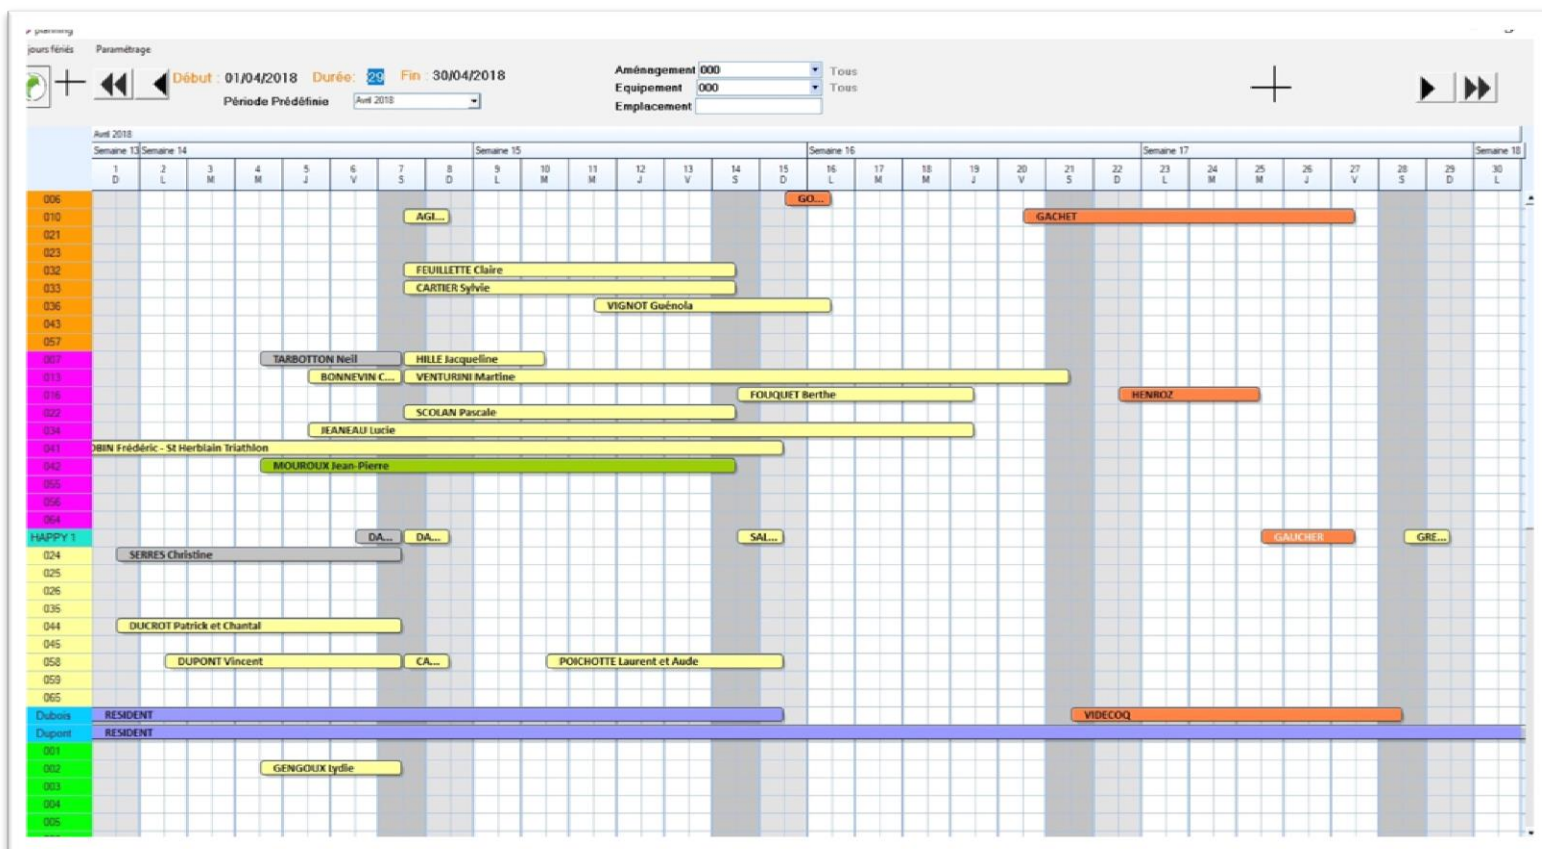 planning
jours fériés Paramétrage
Début : 01/04/2018 Durée: 29 Fin : 30/04/2018
Période Prédéfinie Avril 2018
Aménagement 000 Tous
Equipement 000 Tous
Emplacement
Avril 2018
Semaine 13 Semaine 14 Semaine 15 Semaine 16 Semaine 17 Semaine 18
1 2 3 4 5 6 7 8 9 10 11 12 13 14 15 16 17 18 19 20 21 22 23 24 25 26 27 28 29 30
D L M M J V S D L M M J V S D L M M J V S D L M M J V S D L
006 GO...
010 AGI... GACHET
021
023
032 FEUILLETTE Claire
033 CARTIER Sylvie
036 VIGNOT Guénola
043
057
007 TARBOTTON Neil HILLE Jacqueline
013 BONNEVIN C... VENTURINI Martine
016 FOUQUET Berthe HENROZ
022 SCOLAN Pascale
034 JEANEAU Lucie
041 OBIN Frédéric - St Herblain Triathlon
042 MOUROUX Jean-Pierre
055
056
064
HAPPY 1 DA... DA... SAL... GAUCHER GRE...
024 SERRES Christine
025
026
035
044 DUCROT Patrick et Chantal
045
058 DUPONT Vincent CA... POICHOTTE Laurent et Aude
059
065
Dubois RESIDENT VIDECOQ
Dupont RESIDENT
001
002 GENGOUX Lydie
003
004
005